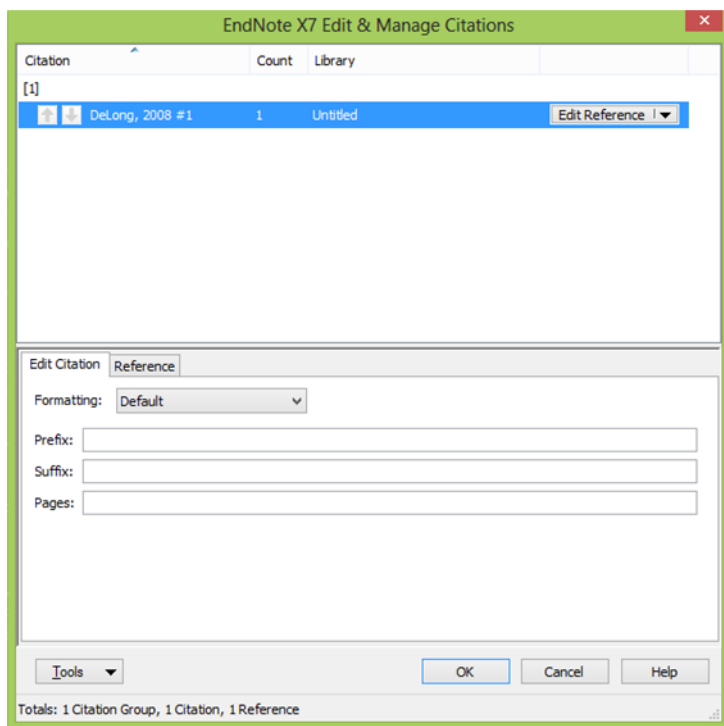 EndNote X7 Edit & Manage Citations
Citation Count Library
[1]
DeLong, 2008 #1 1 Untitled Edit Reference
Edit Citation Reference
Formatting: Default
Prefix:
Suffix:
Pages:
Tools OK Cancel Help
Totals: 1 Citation Group, 1 Citation, 1 Reference